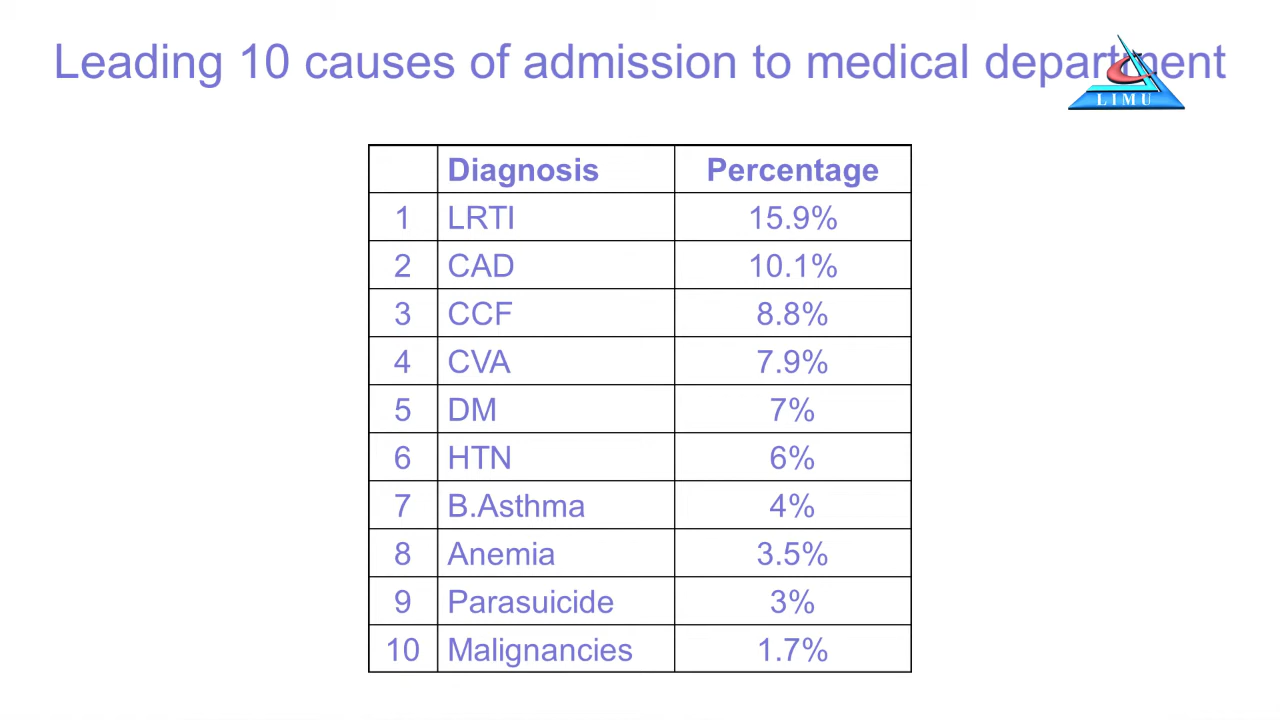 Leading 10 causes of admission to medical department
LIMU
Diagnosis Percentage
1 LRTI 15.9%
2 CAD 10.1%
3 CCF 8.8%
4 CVA 7.9%
5 DM 7%
6 HTN 6%
7 B.Asthma 4%
8 Anemia 3.5%
9 Parasuicide 3%
10 Malignancies 1.7%